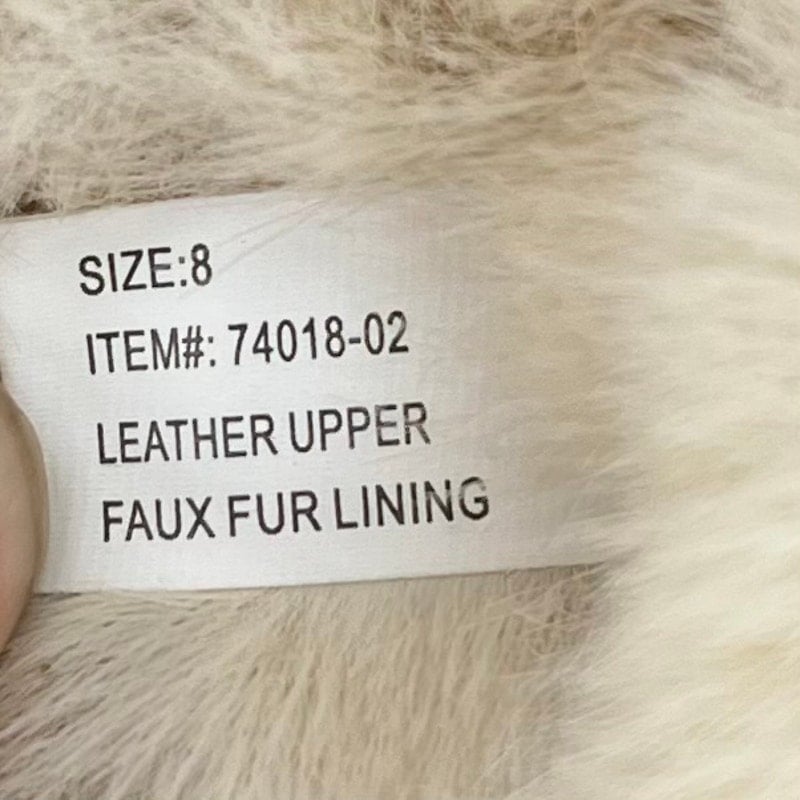 SIZE:8
ITEM#: 74018-02
LEATHER UPPER
FAUX FUR LINING